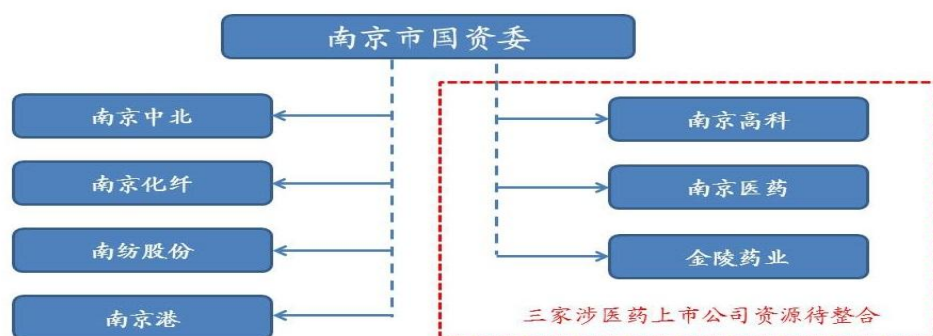 南京市国资委
南京中北
南京化纤
南纺股份
南京港
南京高科
南京医药
金陵药业
三家涉医药上市公司资源待整合